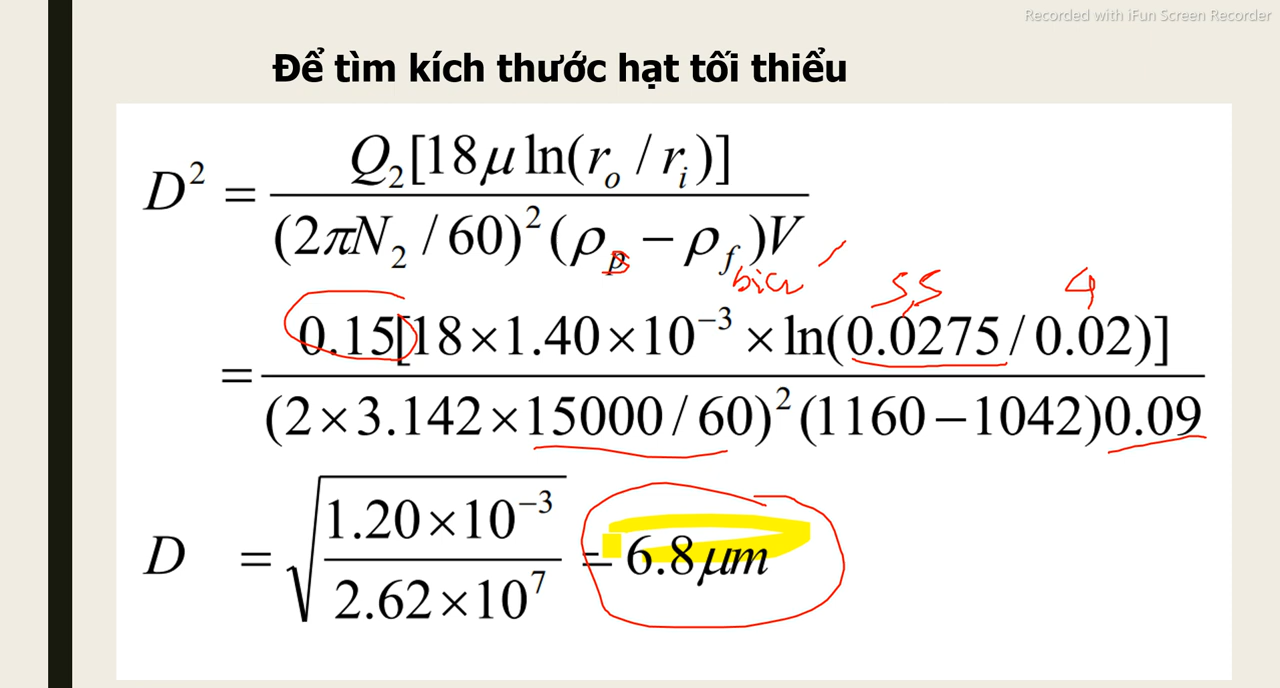 Recorded with iFun Screen Recorder
Để tìm kích thước hạt tối thiểu
D² = Q₂[18μ ln(rₒ / rᵢ)] / (2πN₂ / 60)²(ρₚ − ρ_f)V
bia
5,5 4
= 0.15[18×1.40×10⁻³ × ln(0.0275 / 0.02)] / (2×3.142×15000 / 60)²(1160−1042)0.09
D = √(1.20×10⁻³ / 2.62×10⁷) = 6.8μm